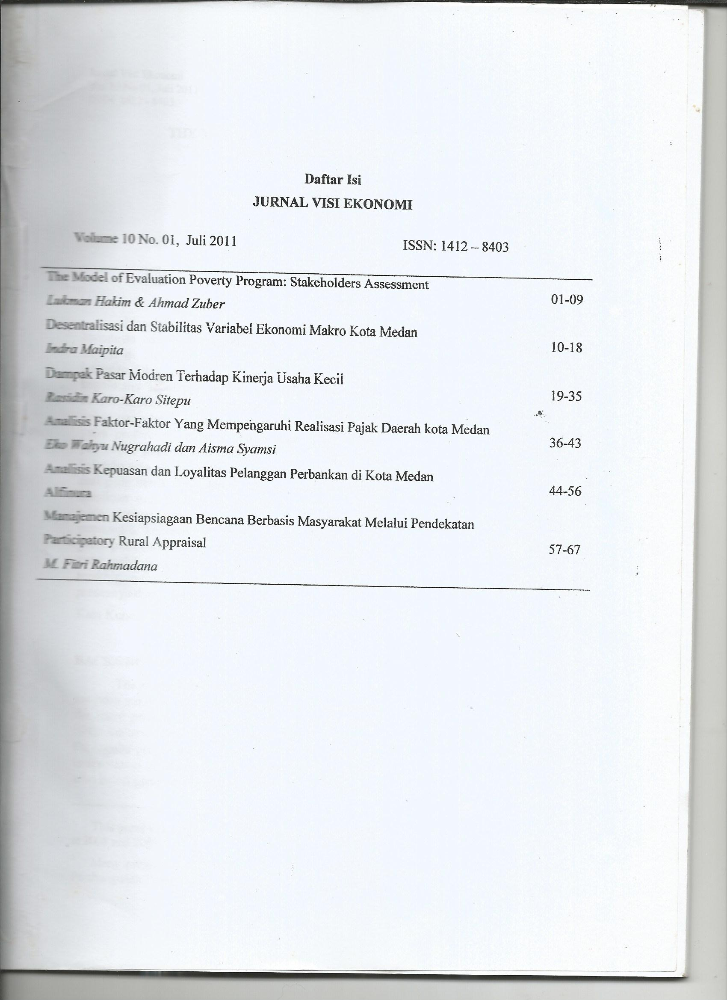 Daftar Isi
JURNAL VISI EKONOMI
Volume 10 No. 01, Juli 2011 ISSN: 1412 – 8403
The Model of Evaluation Poverty Program: Stakeholders Assessment
Lukman Hakim & Ahmad Zuber 01-09
Desentralisasi dan Stabilitas Variabel Ekonomi Makro Kota Medan
Indra Maipita 10-18
Dampak Pasar Modren Terhadap Kinerja Usaha Kecil
Rasidin Karo-Karo Sitepu 19-35
Analisis Faktor-Faktor Yang Mempengaruhi Realisasi Pajak Daerah kota Medan
Eko Wahyu Nugrahadi dan Aisma Syamsi 36-43
Analisis Kepuasan dan Loyalitas Pelanggan Perbankan di Kota Medan
Alfinura 44-56
Manajemen Kesiapsiagaan Bencana Berbasis Masyarakat Melalui Pendekatan
Participatory Rural Appraisal 57-67
M. Fitri Rahmadana